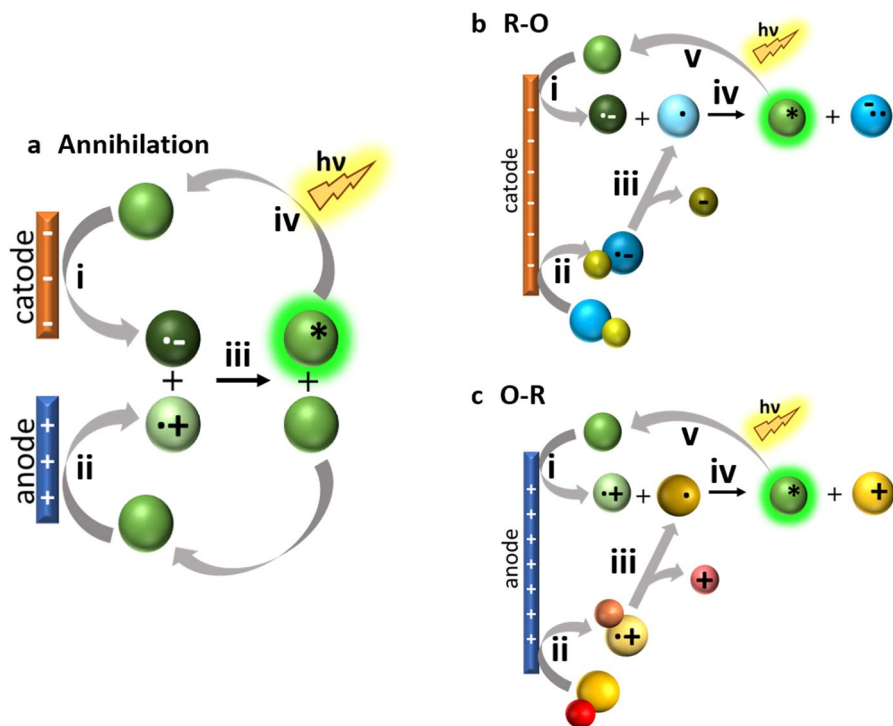 a Annihilation
catode
- - -
i
hν
iv
•-
+
iii
*
+
•+
anode
+ + +
ii
b R-O
hν
v
i
catode
- - - - - - -
•-
+
•
iv
*
+
- ••
iii
-
ii
•-
c O-R
hν
v
i
anode
+ + + + + + + +
•+
+
•
iv
*
+
+
iii
+
ii
•+